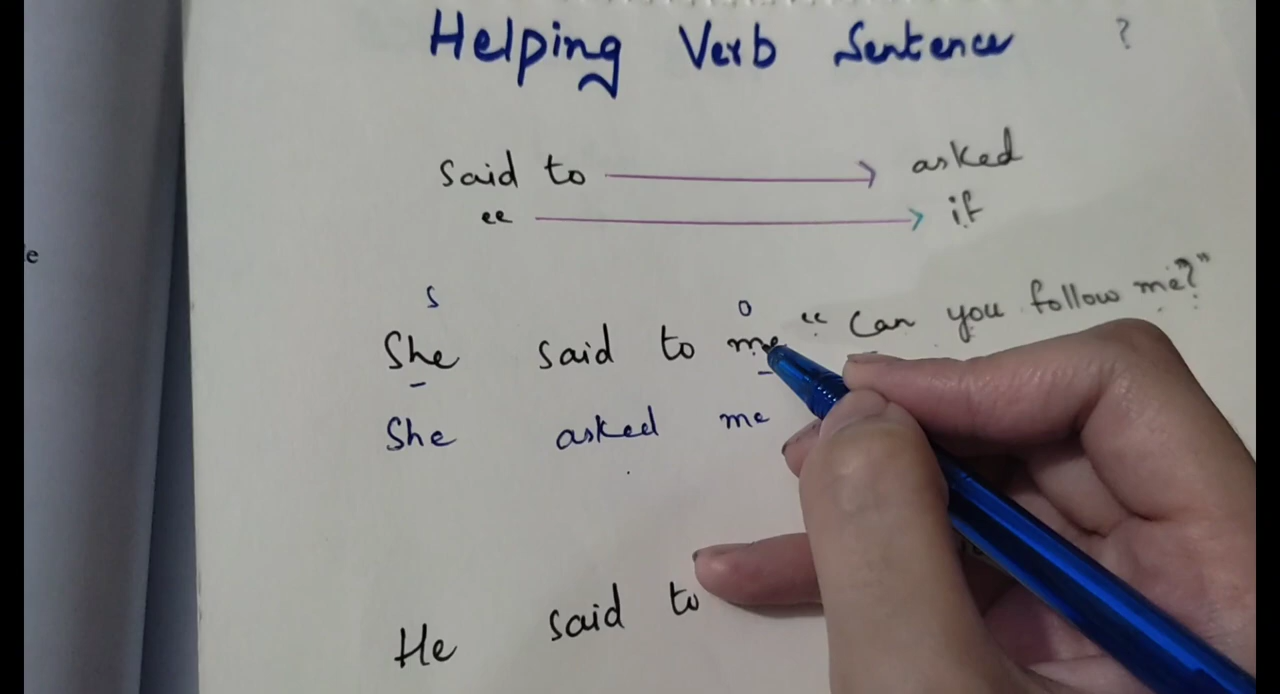 Helping Verb Sentence ?
said to → asked
“ → if
S O
She said to me “ Can you follow me?”
She asked me
He said to